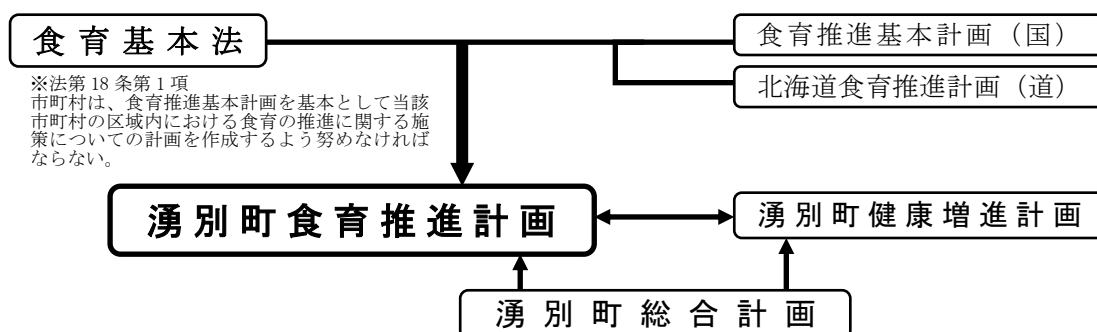 食育基本法
食育推進基本計画（国）
北海道食育推進計画（道）
※法第 18 条第 1 項
市町村は、食育推進基本計画を基本として当該
市町村の区域内における食育の推進に関する施
策についての計画を作成するよう努めなければ
ならない。
湧別町食育推進計画
湧別町健康増進計画
湧別町総合計画